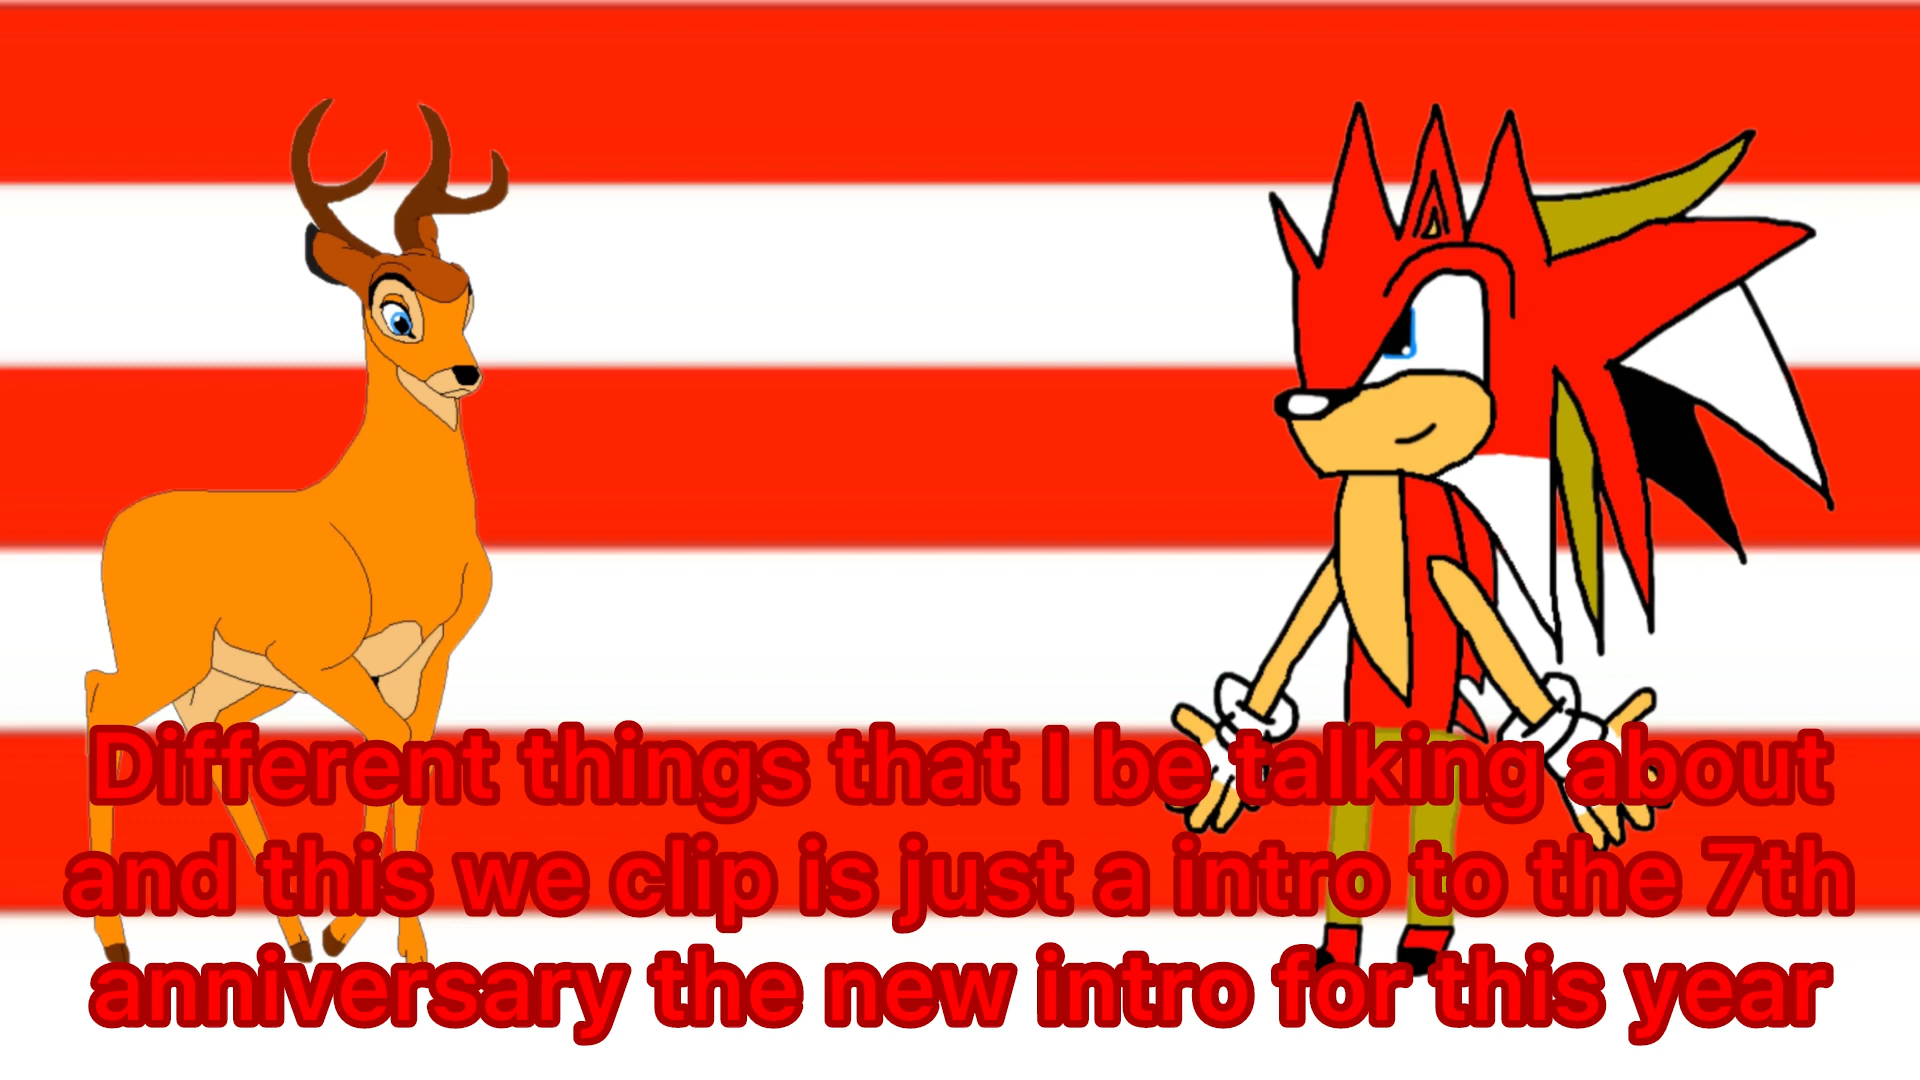 Different things that I be talking about
and this we clip is just a intro to the 7th
anniversary the new intro for this year